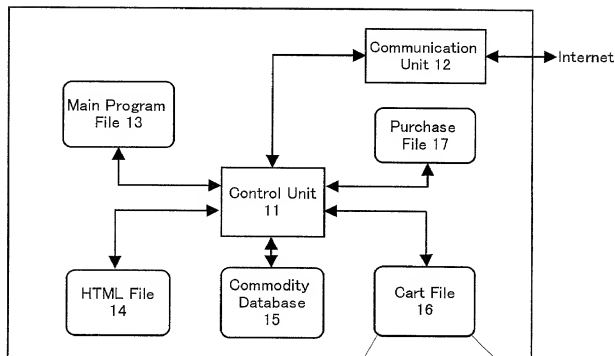 Communication
Unit 12
Internet
Main Program
File 13
Purchase
File 17
Control Unit
11
HTML File
14
Commodity
Database
15
Cart File
16